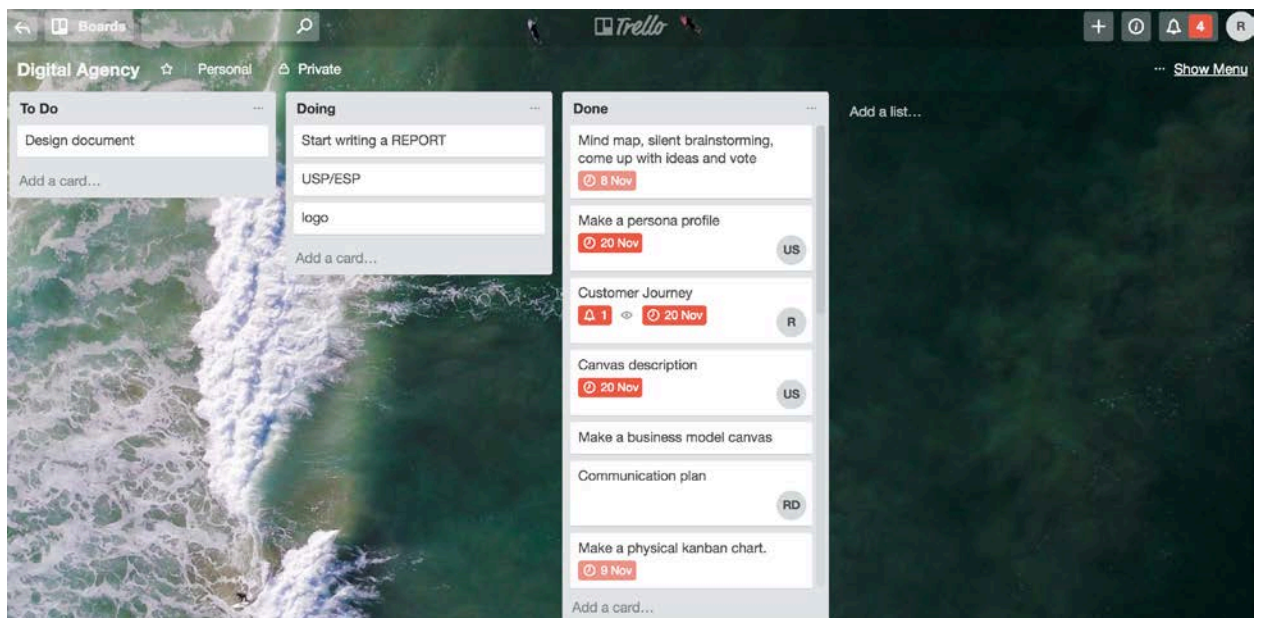 Boards
Trello
4
R
Digital Agency
Personal
Private
... Show Menu
To Do
...
Design document
Add a card...
Doing
...
Start writing a REPORT
USP/ESP
logo
Add a card...
Done
...
Mind map, silent brainstorming,
come up with ideas and vote
8 Nov
Make a persona profile
20 Nov
US
Customer Journey
1
20 Nov
R
Canvas description
20 Nov
US
Make a business model canvas
Communication plan
RD
Make a physical kanban chart.
9 Nov
Add a card...
Add a list...